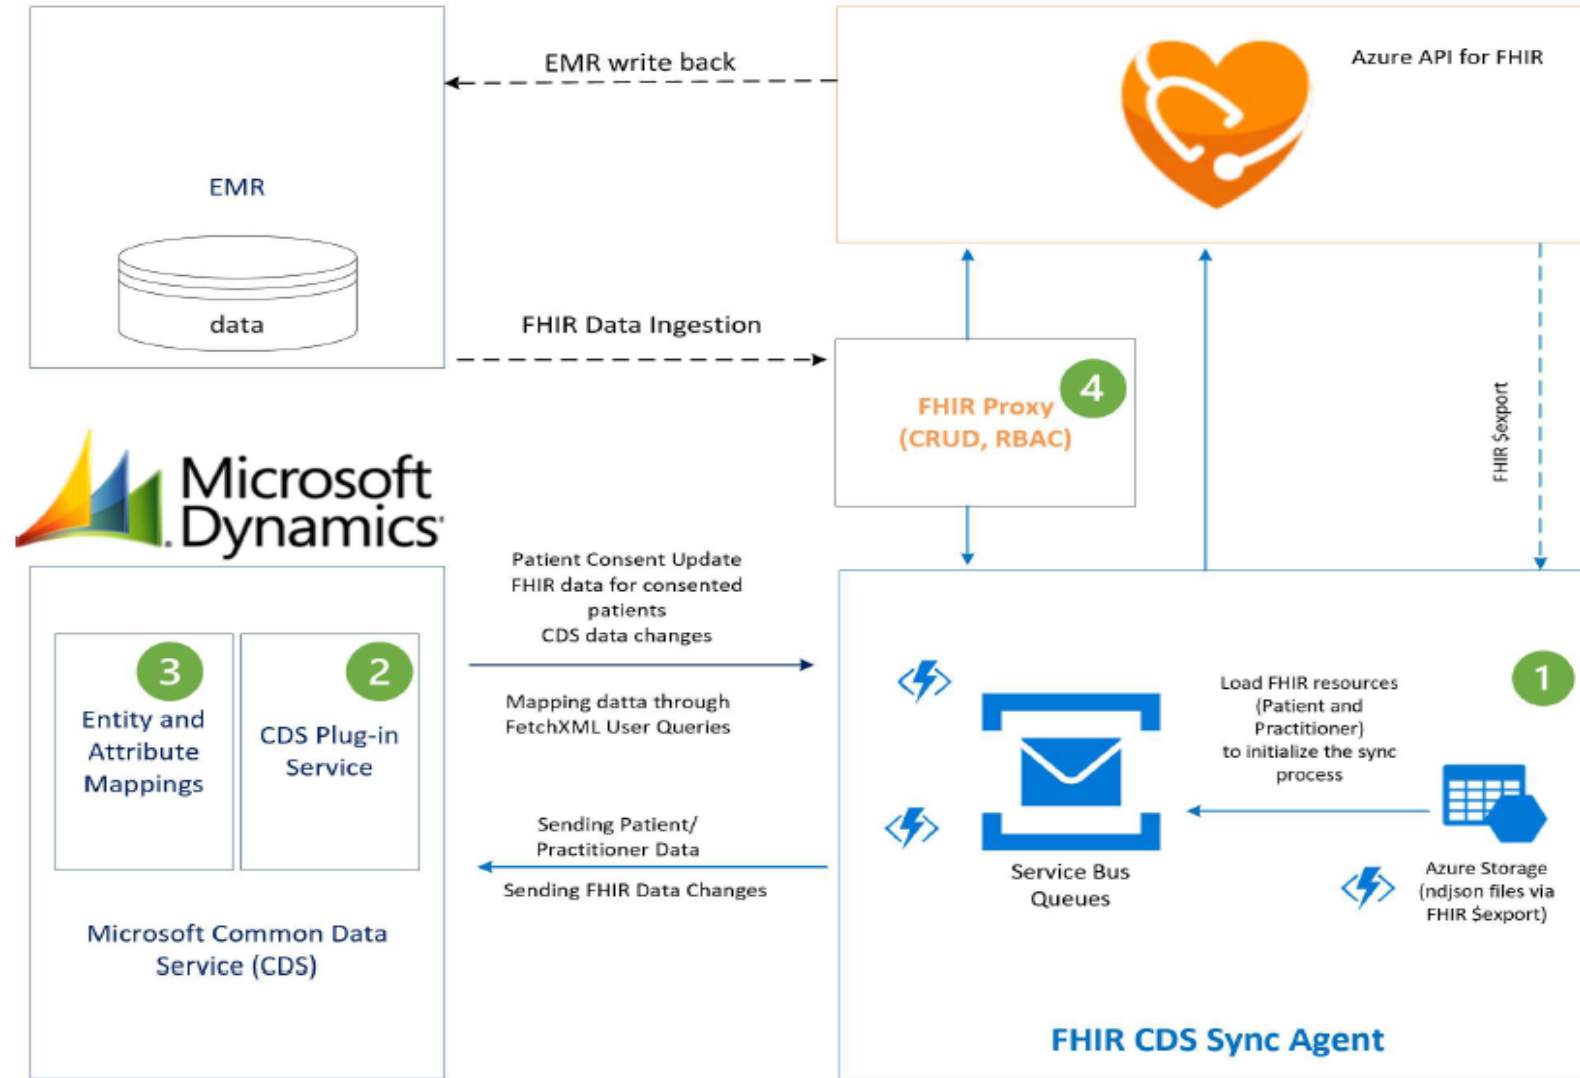 EMR write back
Azure API for FHIR
EMR
data
FHIR Data Ingestion
4
FHIR Proxy
(CRUD, RBAC)
FHIR $export
Microsoft
Dynamics
Patient Consent Update
FHIR data for consented
patients
CDS data changes
Mapping datta through
FetchXML User Queries
3
Entity and
Attribute
Mappings
2
CDS Plug-in
Service
Sending Patient/
Practitioner Data
Sending FHIR Data Changes
Microsoft Common Data
Service (CDS)
1
Load FHIR resources
(Patient and
Practitioner)
to initialize the sync
process
Service Bus
Queues
Azure Storage
(ndjson files via
FHIR $export)
FHIR CDS Sync Agent